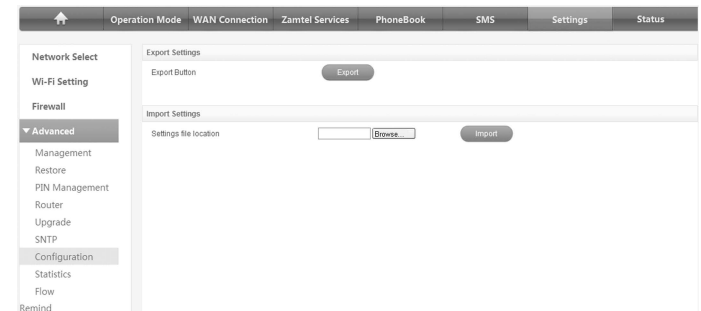 Operation Mode WAN Connection Zamtel Services PhoneBook SMS Settings Status
Network Select
Wi-Fi Setting
Firewall
Advanced
Management
Restore
PIN Management
Router
Upgrade
SNTP
Configuration
Statistics
Flow
Remind
Export Settings
Export Button Export
Import Settings
Settings file location Browse... Import